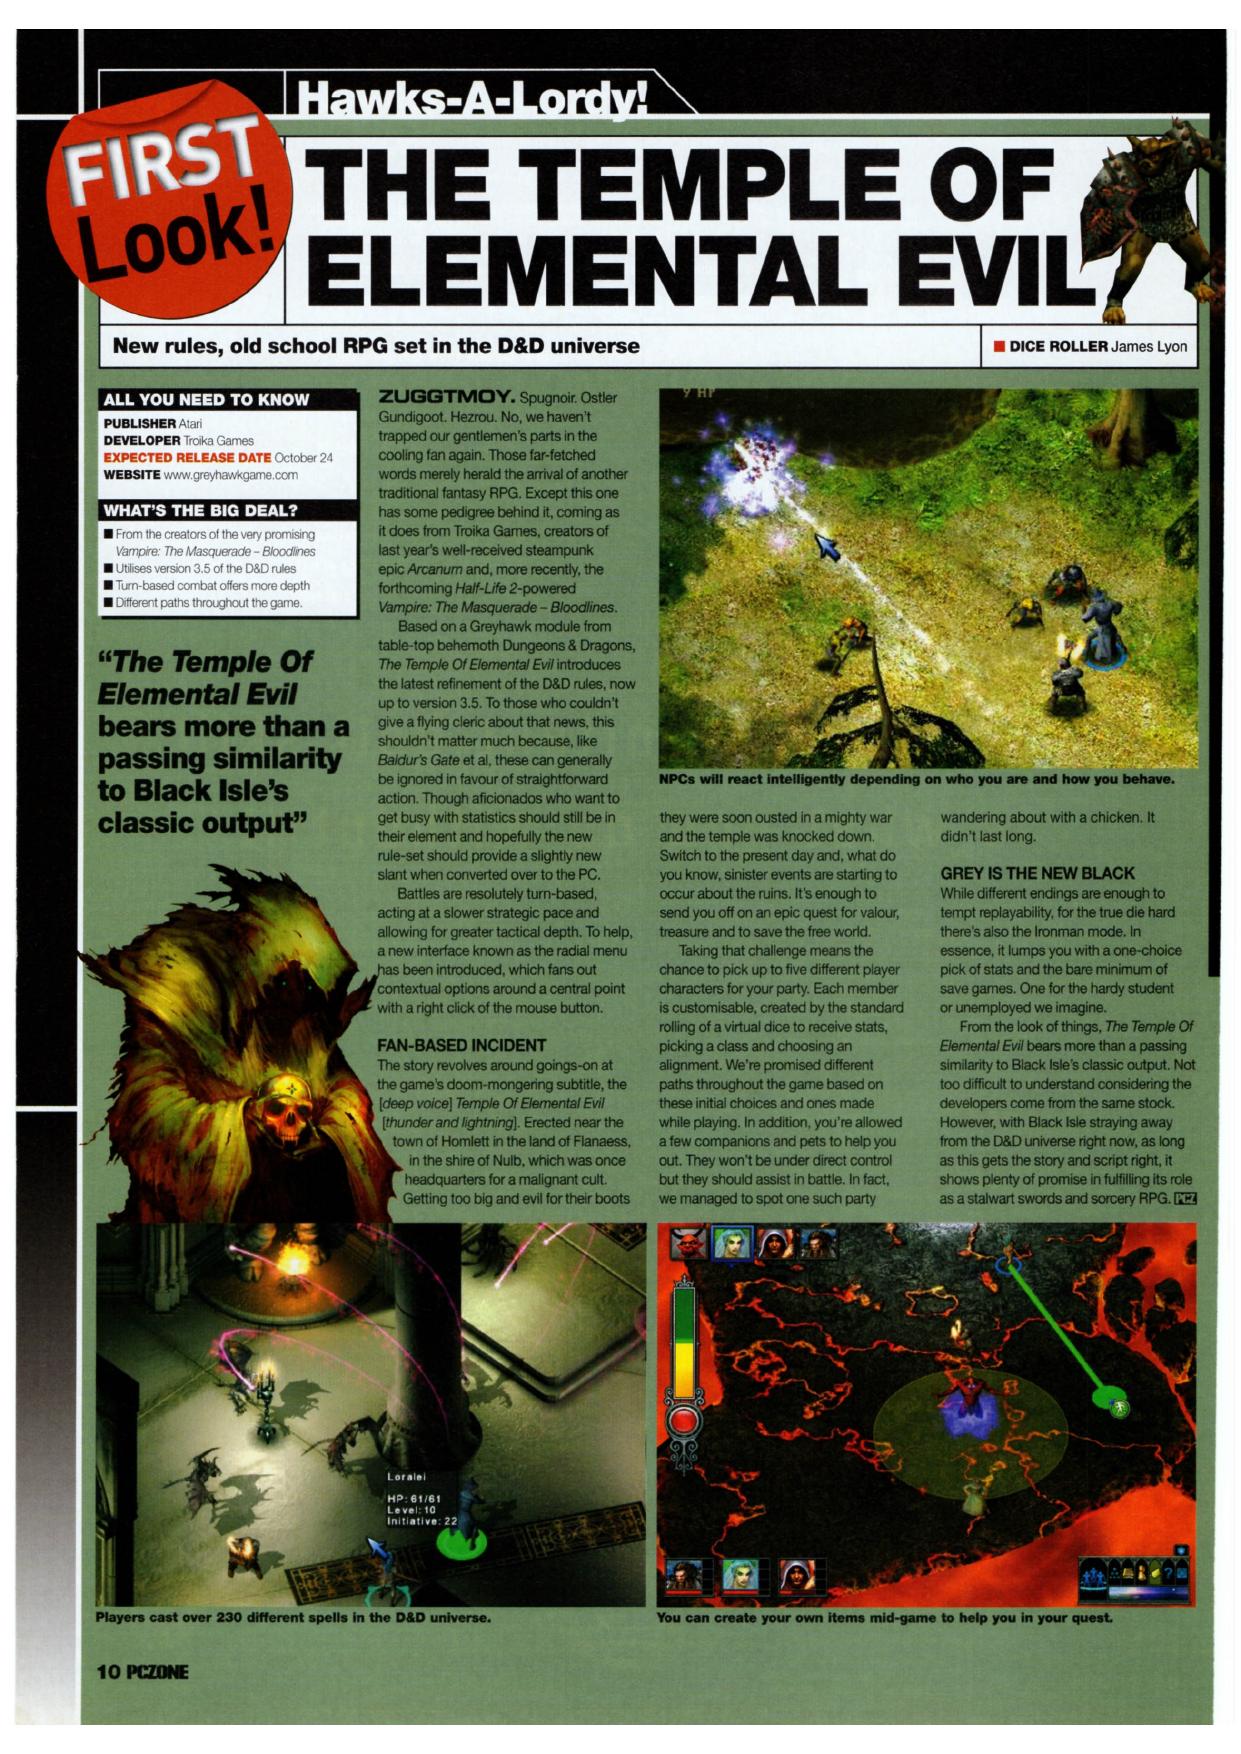 Hawks-A-Lordy!
FIRST
Look!
THE TEMPLE OF
ELEMENTAL EVIL
New rules, old school RPG set in the D&D universe
■ DICE ROLLER James Lyon
ALL YOU NEED TO KNOW
PUBLISHER Atari
DEVELOPER Troika Games
EXPECTED RELEASE DATE October 24
WEBSITE www.greyhawkgame.com
WHAT'S THE BIG DEAL?
■ From the creators of the very promising
Vampire: The Masquerade – Bloodlines
■ Utilises version 3.5 of the D&D rules
■ Turn-based combat offers more depth
■ Different paths throughout the game.
“The Temple Of
Elemental Evil
bears more than a
passing similarity
to Black Isle's
classic output”
ZUGGTMOY. Spugnoir. Ostler
Gundigoot. Hezrou. No, we haven't
trapped our gentlemen's parts in the
cooling fan again. Those far-fetched
words merely herald the arrival of another
traditional fantasy RPG. Except this one
has some pedigree behind it, coming as
it does from Troika Games, creators of
last year's well-received steampunk
epic Arcanum and, more recently, the
forthcoming Half-Life 2-powered
Vampire: The Masquerade – Bloodlines.
Based on a Greyhawk module from
table-top behemoth Dungeons & Dragons,
The Temple Of Elemental Evil introduces
the latest refinement of the D&D rules, now
up to version 3.5. To those who couldn't
give a flying cleric about that news, this
shouldn't matter much because, like
Baldur's Gate et al, these can generally
be ignored in favour of straightforward
action. Though aficionados who want to
get busy with statistics should still be in
their element and hopefully the new
rule-set should provide a slightly new
slant when converted over to the PC.
Battles are resolutely turn-based,
acting at a slower strategic pace and
allowing for greater tactical depth. To help,
a new interface known as the radial menu
has been introduced, which fans out
contextual options around a central point
with a right click of the mouse button.
FAN-BASED INCIDENT
The story revolves around goings-on at
the game's doom-mongering subtitle, the
[deep voice] Temple Of Elemental Evil
[thunder and lightning]. Erected near the
town of Homlett in the land of Flanaess,
in the shire of Nulb, which was once
headquarters for a malignant cult.
Getting too big and evil for their boots
9 HP
NPCs will react intelligently depending on who you are and how you behave.
they were soon ousted in a mighty war
and the temple was knocked down.
Switch to the present day and, what do
you know, sinister events are starting to
occur about the ruins. It's enough to
send you off on an epic quest for valour,
treasure and to save the free world.
Taking that challenge means the
chance to pick up to five different player
characters for your party. Each member
is customisable, created by the standard
rolling of a virtual dice to receive stats,
picking a class and choosing an
alignment. We're promised different
paths throughout the game based on
these initial choices and ones made
while playing. In addition, you're allowed
a few companions and pets to help you
out. They won't be under direct control
but they should assist in battle. In fact,
we managed to spot one such party
wandering about with a chicken. It
didn't last long.
GREY IS THE NEW BLACK
While different endings are enough to
tempt replayability, for the true die hard
there's also the Ironman mode. In
essence, it lumps you with a one-choice
pick of stats and the bare minimum of
save games. One for the hardy student
or unemployed we imagine.
From the look of things, The Temple Of
Elemental Evil bears more than a passing
similarity to Black Isle's classic output. Not
too difficult to understand considering the
developers come from the same stock.
However, with Black Isle straying away
from the D&D universe right now, as long
as this gets the story and script right, it
shows plenty of promise in fulfilling its role
as a stalwart swords and sorcery RPG. PCZ
Loralei
HP: 61/61
Level: 10
Initiative: 22
Players cast over 230 different spells in the D&D universe.
?
You can create your own items mid-game to help you in your quest.
10 PCZONE